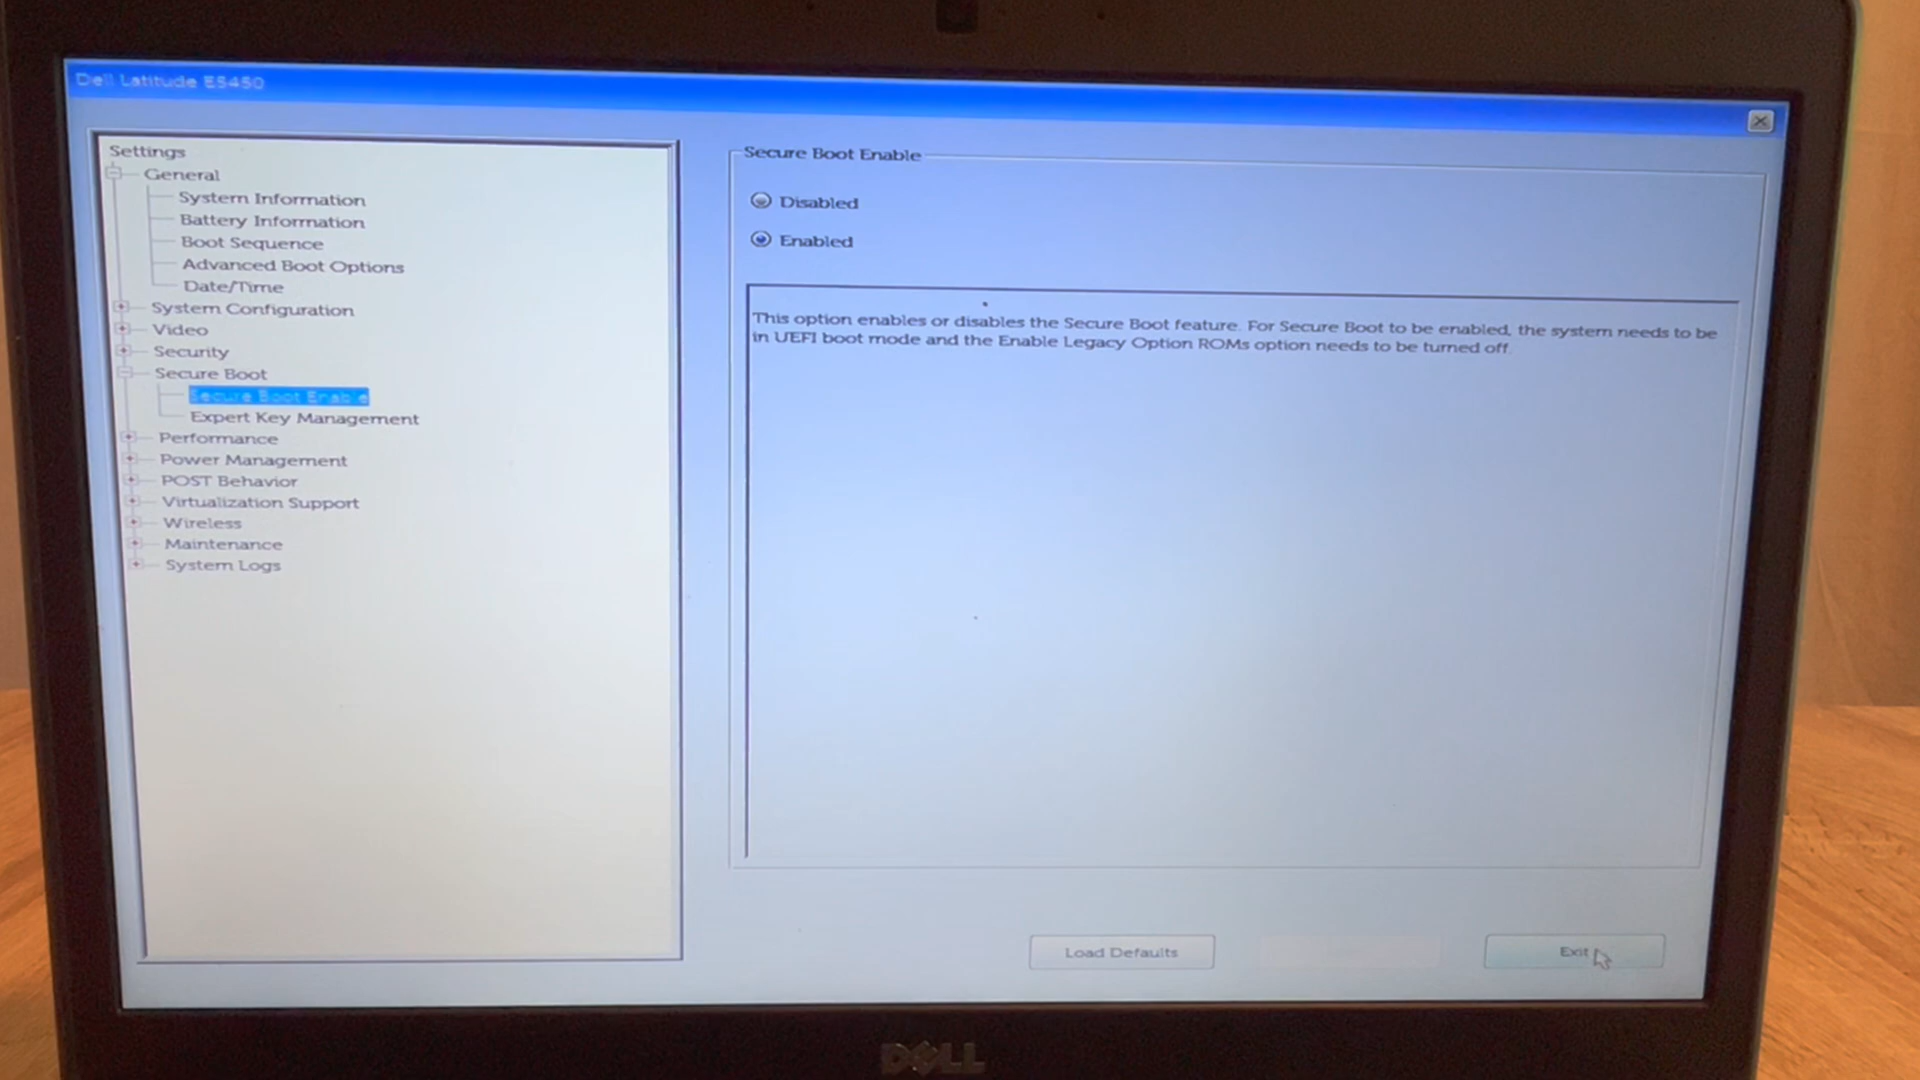 Dell Latitude E5450
Settings
General
System Information
Battery Information
Boot Sequence
Advanced Boot Options
Date/Time
System Configuration
Video
Security
Secure Boot
Secure Boot Enable
Expert Key Management
Performance
Power Management
POST Behavior
Virtualization Support
Wireless
Maintenance
System Logs
Secure Boot Enable
Disabled
Enabled
This option enables or disables the Secure Boot feature. For Secure Boot to be enabled, the system needs to be
in UEFI boot mode and the Enable Legacy Option ROMs option needs to be turned off.
Load Defaults
Exit
DELL